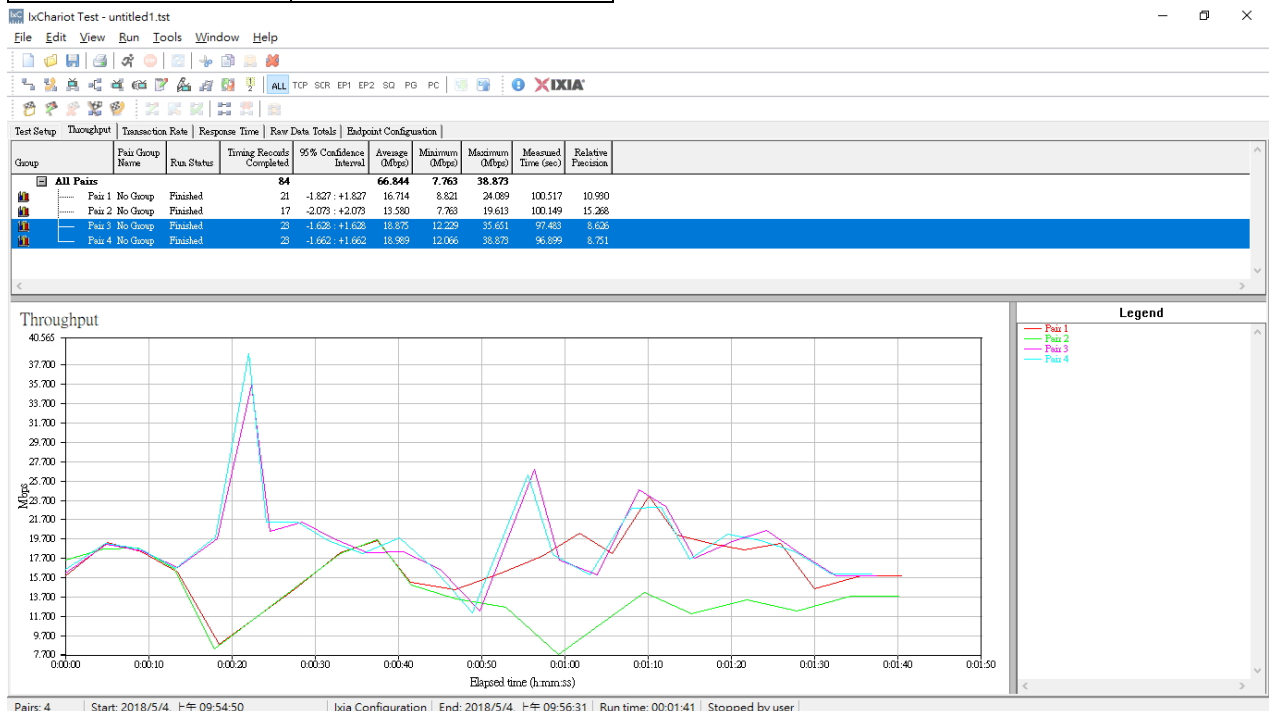 IxChariot Test - untitled1.tst
File Edit View Run Tools Window Help
ALL TCP SCR EP1 EP2 SQ PG PC IXIA
Test Setup Throughput Transaction Rate Response Time Raw Data Totals Endpoint Configuration
Group Pair Group Name Run Status Timing Records Completed 95% Confidence Interval Average (Mbps) Minimum (Mbps) Maximum (Mbps) Measured Time (sec) Relative Precision
All Pairs 84 66.844 7.763 38.873
Pair 1 No Group Finished 21 -1.827 : +1.827 16.714 8.821 24.089 100.517 10.930
Pair 2 No Group Finished 17 -2.073 : +2.073 13.580 7.763 19.613 100.149 15.268
Pair 3 No Group Finished 23 -1.628 : +1.628 18.875 12.229 35.651 97.483 8.626
Pair 4 No Group Finished 23 -1.662 : +1.662 18.989 12.066 38.873 96.899 8.751
Throughput
Legend
Pair 1
Pair 2
Pair 3
Pair 4
Mbps
40.565
37.700
35.700
33.700
31.700
29.700
27.700
25.700
23.700
21.700
19.700
17.700
15.700
13.700
11.700
9.700
7.700
0:00:00 0:00:10 0:00:20 0:00:30 0:00:40 0:00:50 0:01:00 0:01:10 0:01:20 0:01:30 0:01:40 0:01:50
Elapsed time (h:mm:ss)
Pairs: 4 Start: 2018/5/4, 上午 09:54:50 Ixia Configuration End: 2018/5/4, 上午 09:56:31 Run time: 00:01:41 Stopped by user